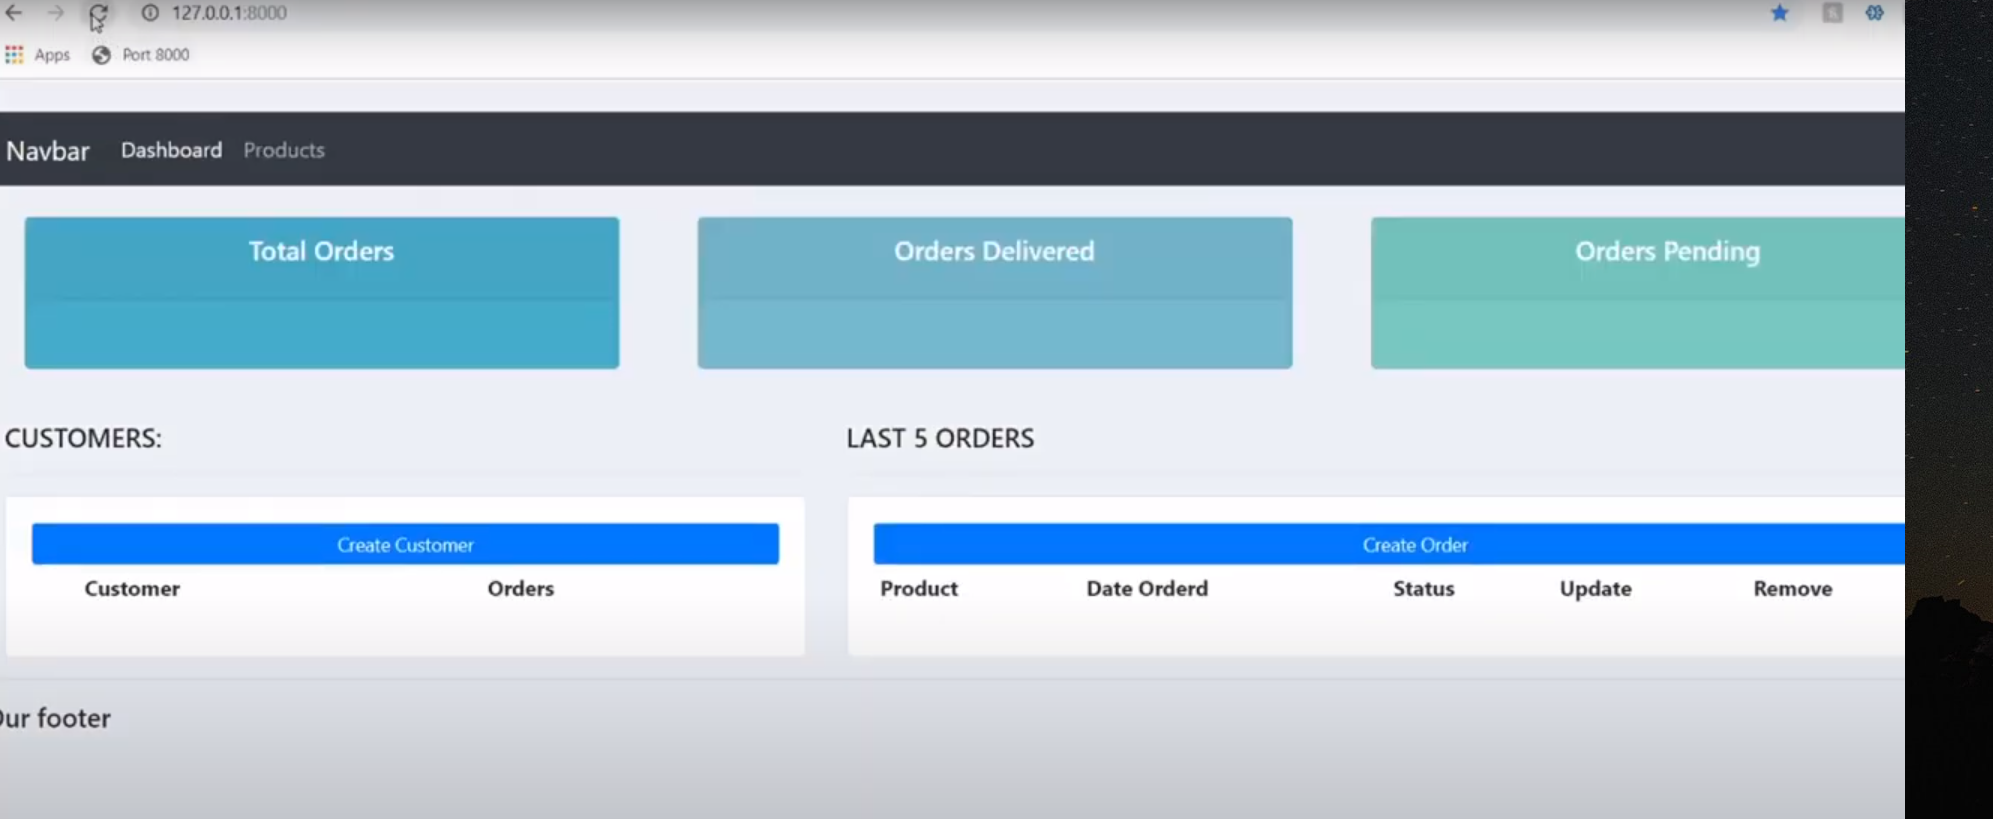 127.0.0.1:8000
Apps Port 8000
Navbar Dashboard Products
Total Orders Orders Delivered Orders Pending
CUSTOMERS: LAST 5 ORDERS
Create Customer Create Order
Customer Orders Product Date Orderd Status Update Remove
Our footer